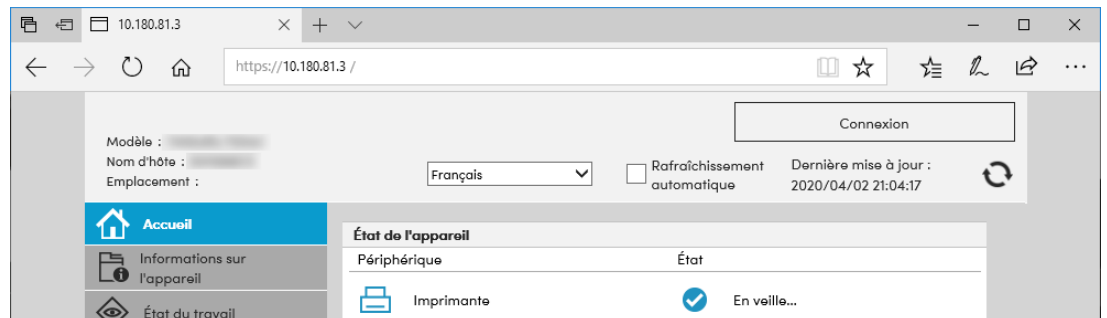 10.180.81.3
https://10.180.81.3 /
Connexion
Modèle :
Nom d'hôte :
Emplacement :
Français
Rafraîchissement
automatique
Dernière mise à jour :
2020/04/02 21:04:17
Accueil
Informations sur
l'appareil
État du travail
État de l'appareil
Périphérique État
Imprimante En veille...